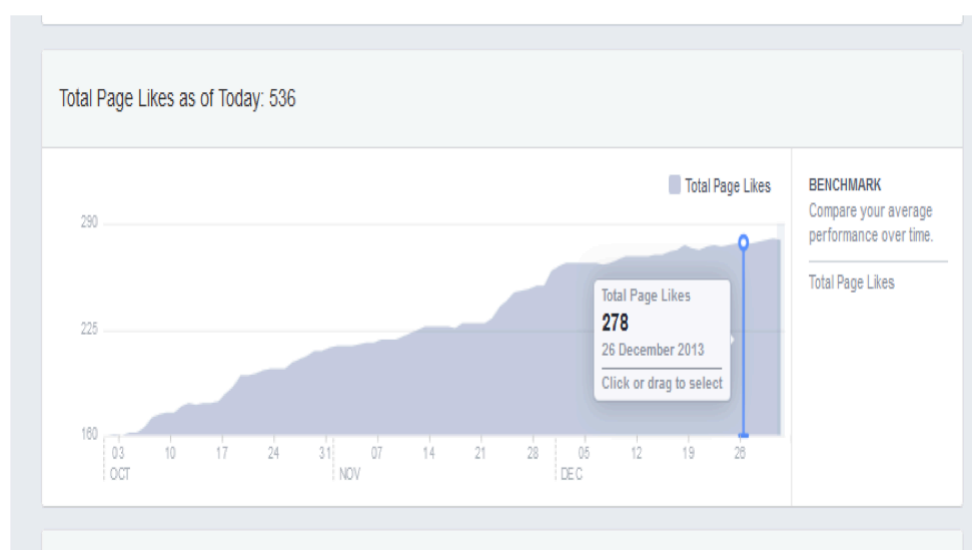 Total Page Likes as of Today: 536
Total Page Likes
BENCHMARK
Compare your average
performance over time.
Total Page Likes
290
225
160
Total Page Likes
278
26 December 2013
Click or drag to select
03 10 17 24 31 07 14 21 28 05 12 19 26
OCT NOV DEC